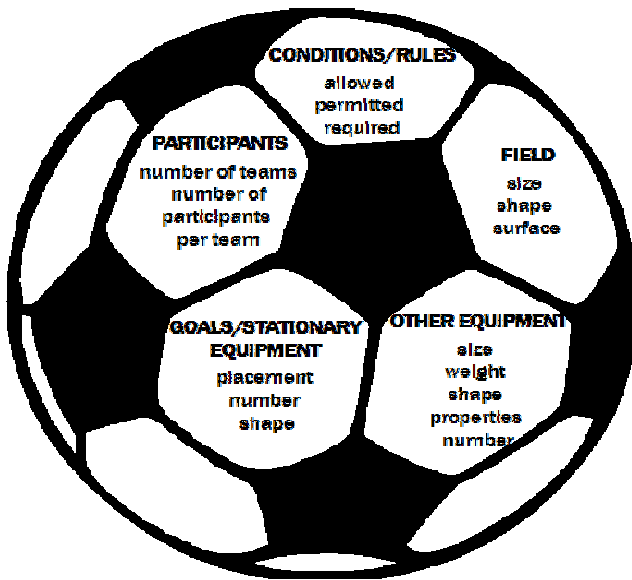 CONDITIONS/RULES
allowed
permitted
required
PARTICIPANTS
number of teams
number of
participants
per team
FIELD
size
shape
surface
GOALS/STATIONARY
EQUIPMENT
placement
number
shape
OTHER EQUIPMENT
size
weight
shape
properties
number